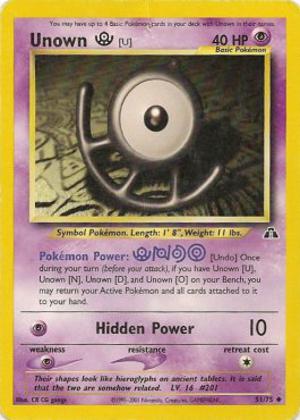 You may have up to 4 Basic Pokémon cards in your deck with Unown in their names.
Unown [U] 40 HP
Basic Pokémon
Symbol Pokémon. Length: 1' 8", Weight: 11 lbs.
Pokémon Power: [Undo] Once
during your turn (before your attack), if you have Unown [U],
Unown [N], Unown [D], and Unown [O] on your Bench, you
may return your Active Pokémon and all cards attached to it
to your hand.
Hidden Power 10
weakness resistance retreat cost
Their shapes look like hieroglyphs on ancient tablets. It is said
that the two are somehow related. LV. 16 #201
Illus. CR CG gangs
51/75